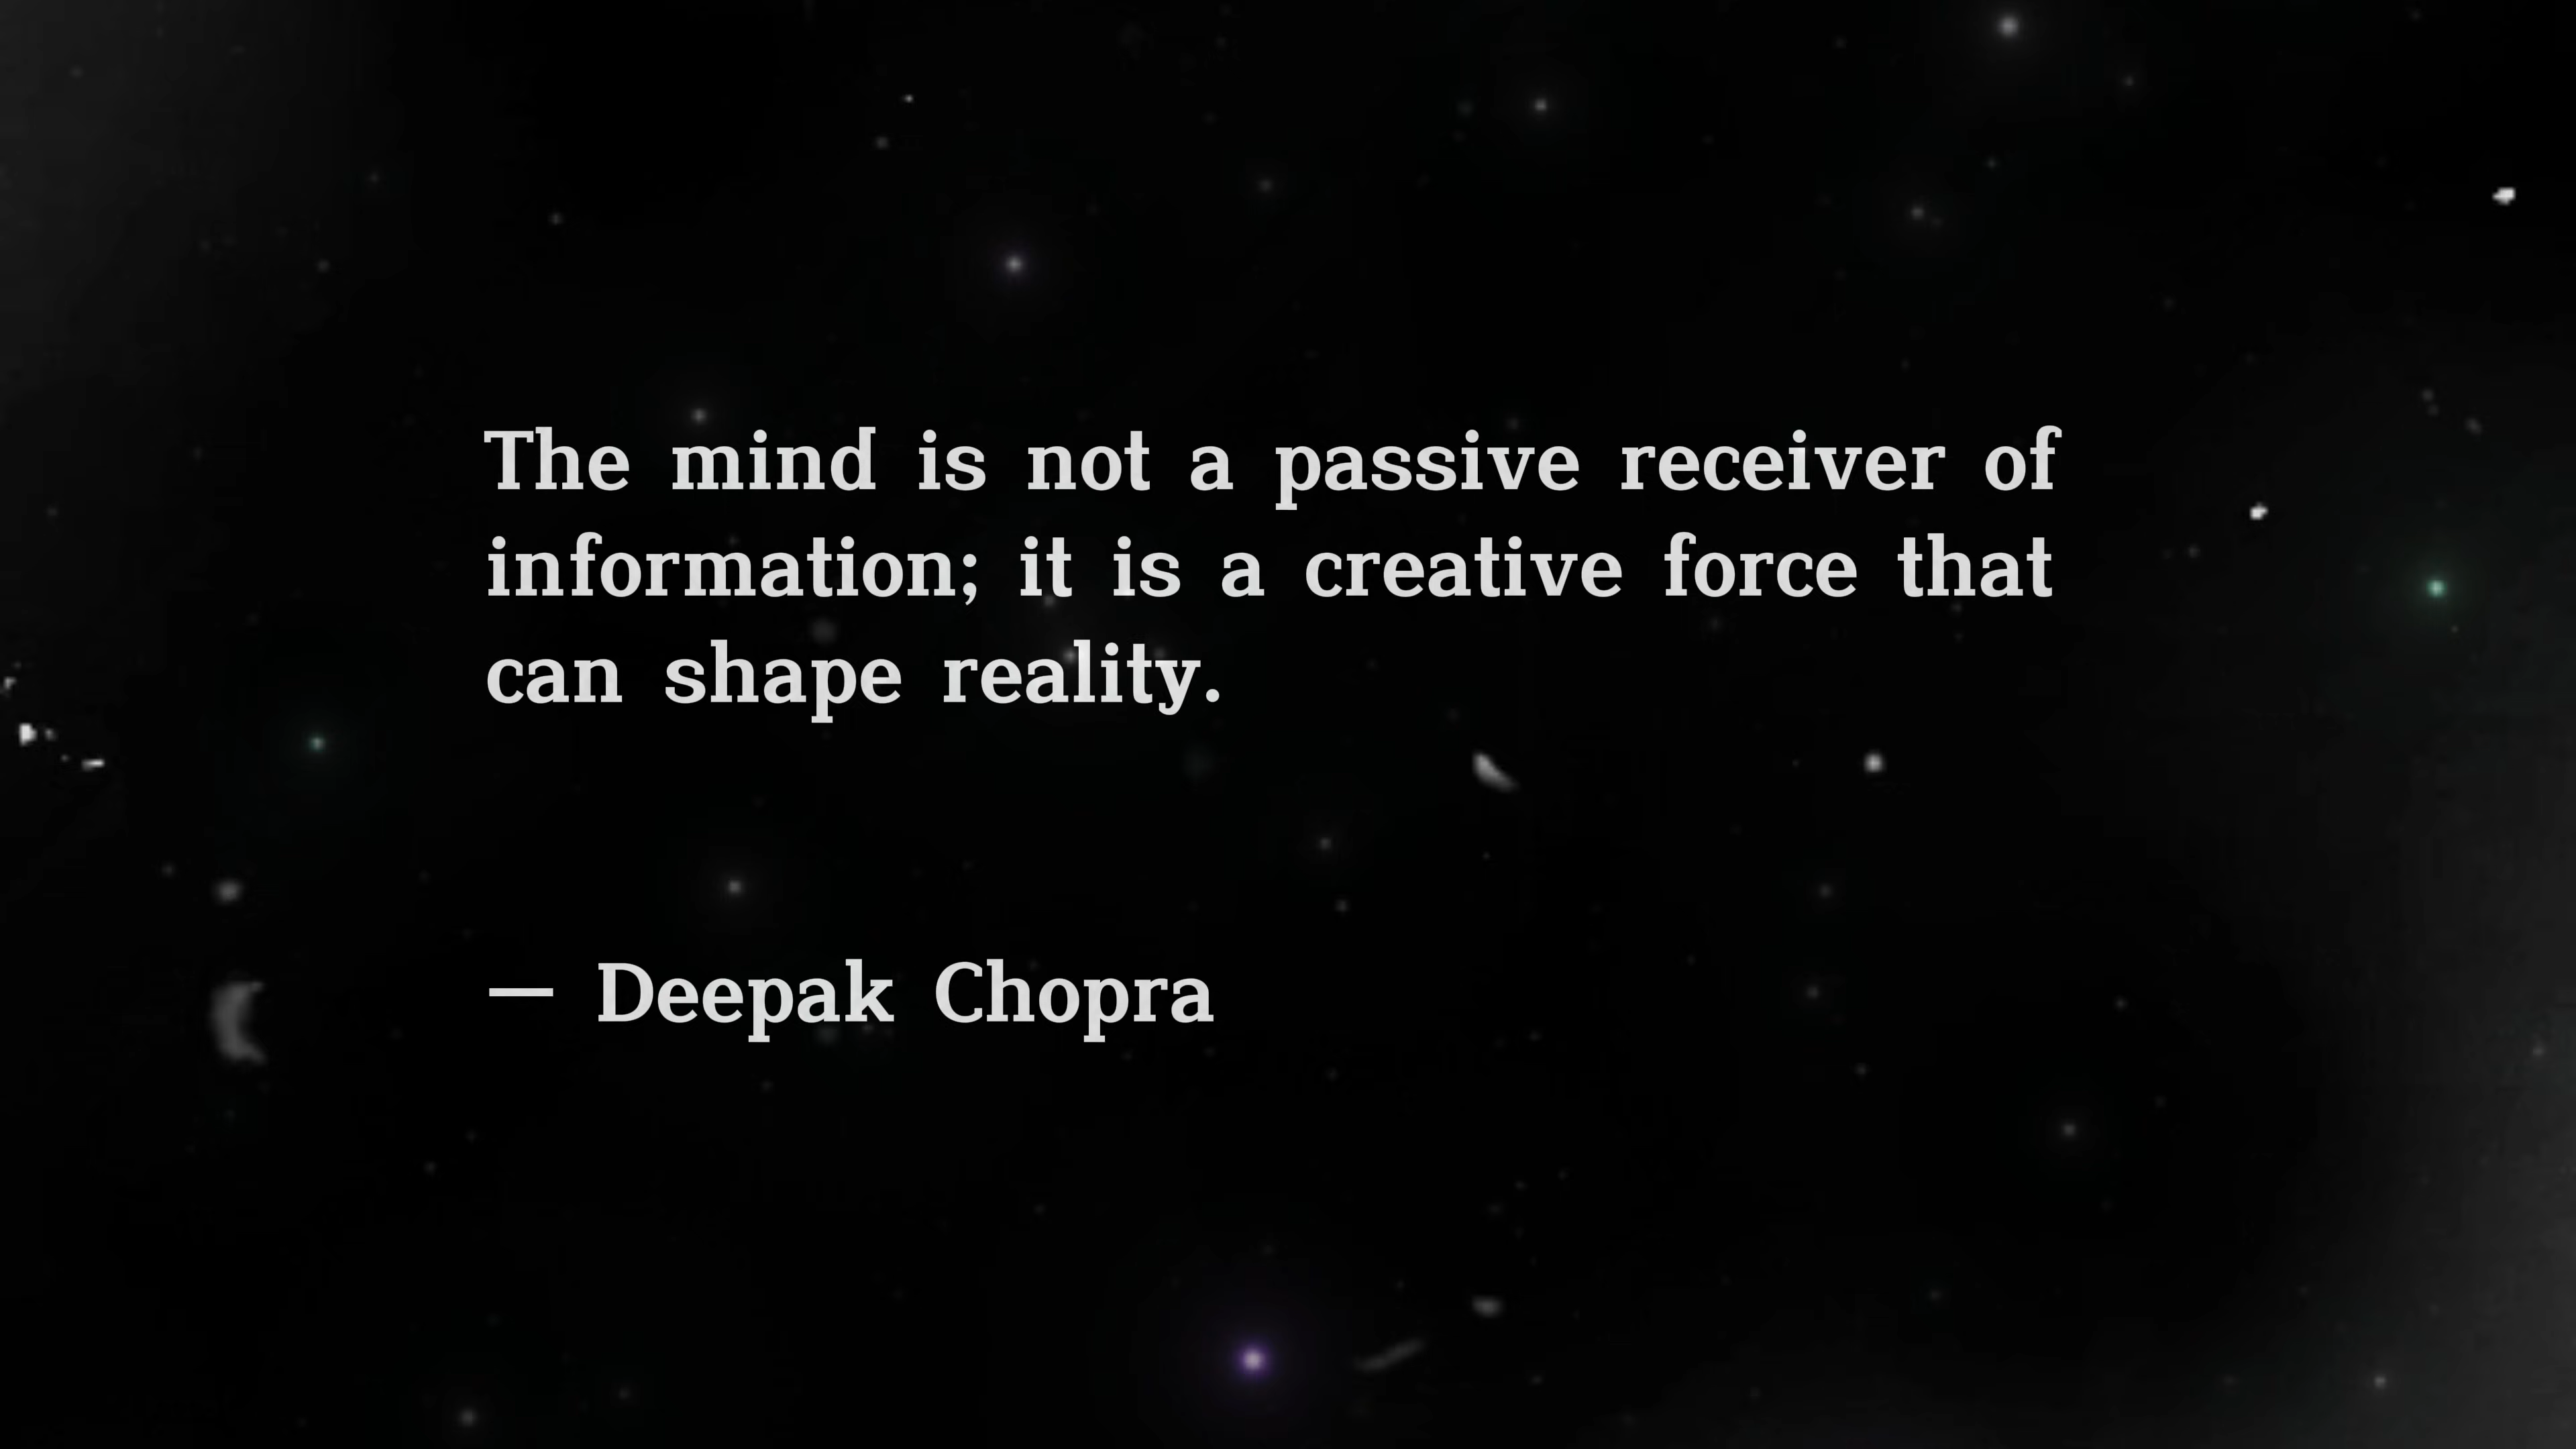 The mind is not a passive receiver of
information; it is a creative force that
can shape reality.
— Deepak Chopra